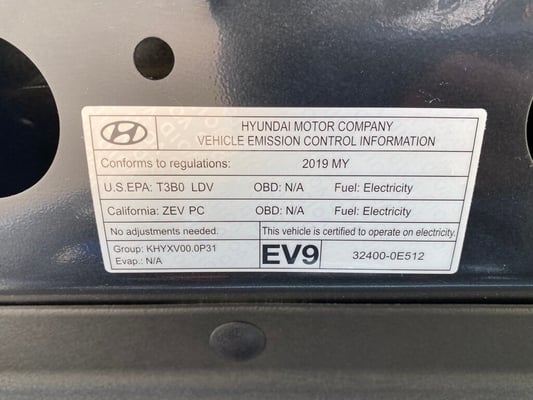 HYUNDAI MOTOR COMPANY
VEHICLE EMISSION CONTROL INFORMATION
Conforms to regulations: 2019 MY
U.S.EPA: T3B0 LDV OBD: N/A Fuel: Electricity
California: ZEV PC OBD: N/A Fuel: Electricity
No adjustments needed. This vehicle is certified to operate on electricity.
Group: KHYXV00.0P31
Evap.: N/A
EV9 32400-0E512